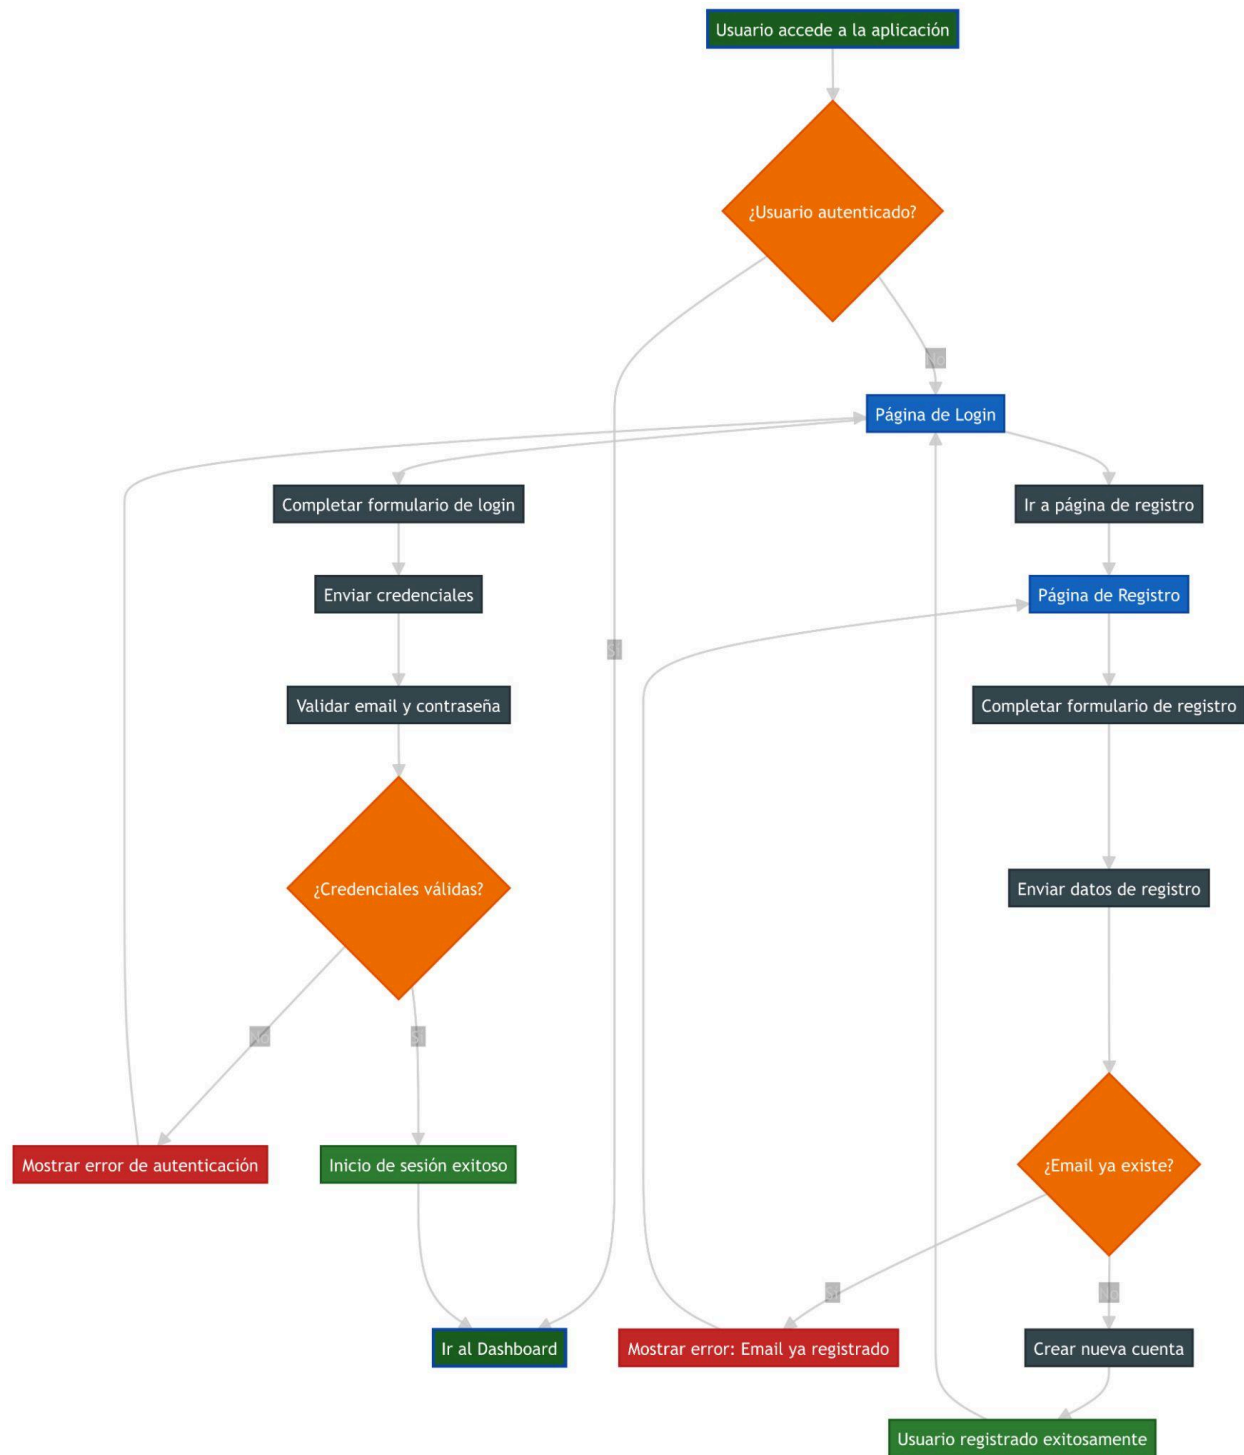 Usuario accede a la aplicación
¿Usuario autenticado?
No
Página de Login
Completar formulario de login
Ir a página de registro
Enviar credenciales
Página de Registro
Sí
Validar email y contraseña
Completar formulario de registro
¿Credenciales válidas?
Enviar datos de registro
No
Sí
Mostrar error de autenticación
Inicio de sesión exitoso
¿Email ya existe?
Sí
No
Ir al Dashboard
Mostrar error: Email ya registrado
Crear nueva cuenta
Usuario registrado exitosamente